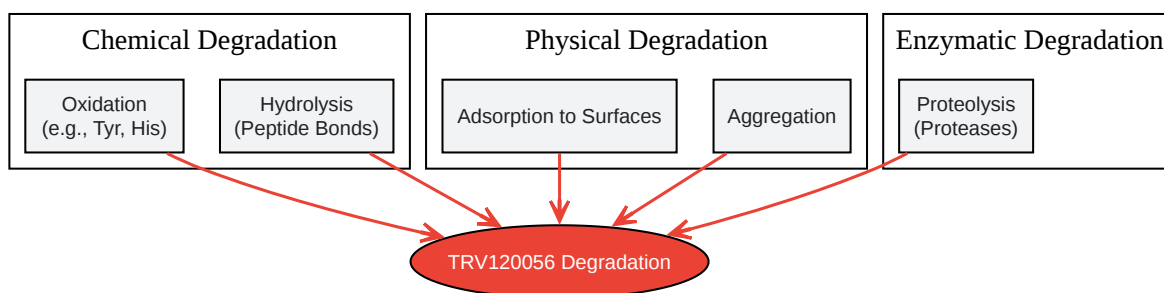 Chemical Degradation
Oxidation
(e.g., Tyr, His)
Hydrolysis
(Peptide Bonds)
Physical Degradation
Adsorption to Surfaces
Aggregation
Enzymatic Degradation
Proteolysis
(Proteases)
TRV120056 Degradation